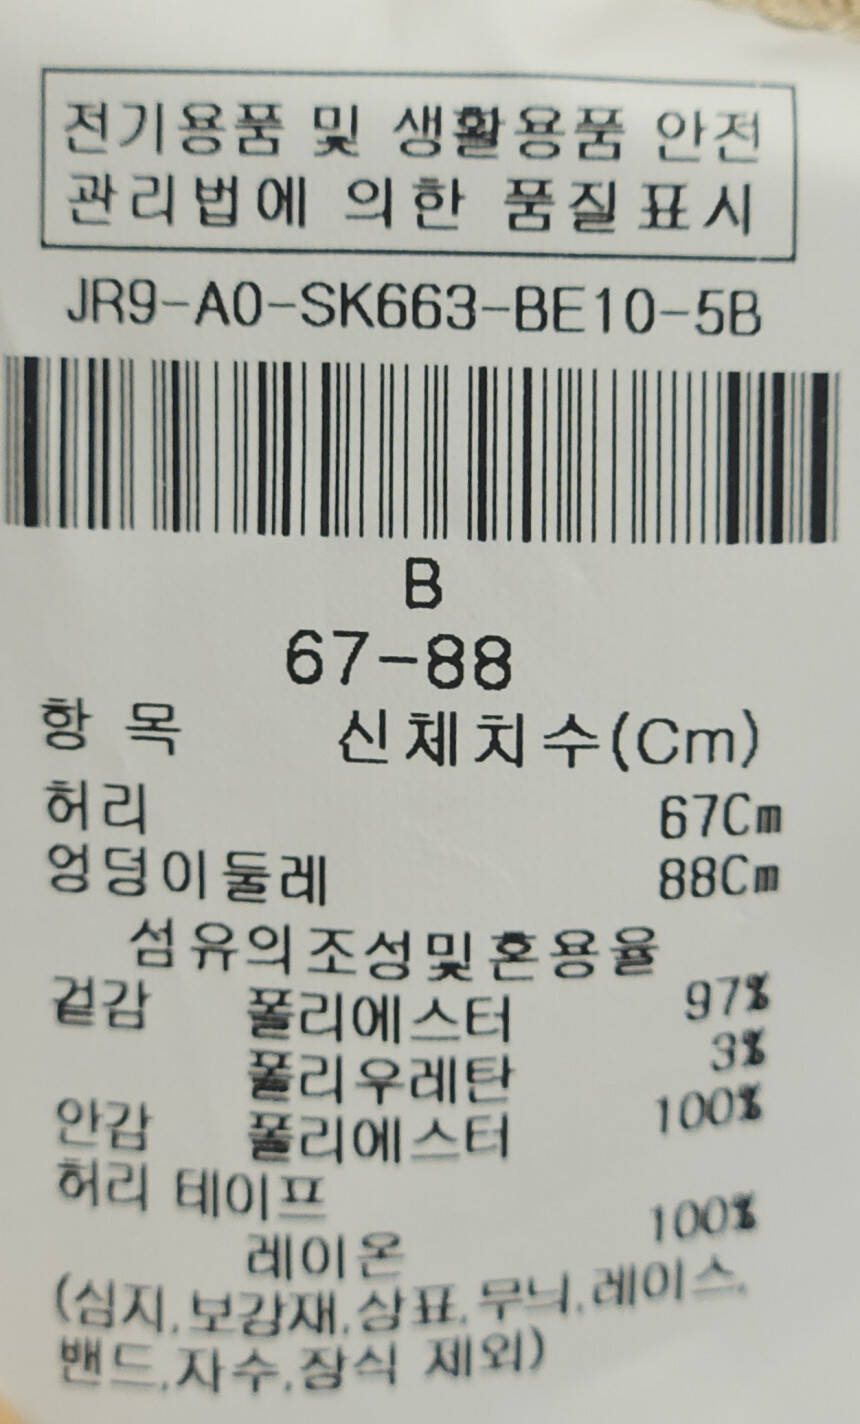 전기용품 및 생활용품 안전
관리법에 의한 품질표시
JR9-A0-SK663-BE10-5B
B
67-88
항 목 신체치수(Cm)
허리 67Cm
엉덩이둘레 88Cm
섬유의조성및혼용율
겉감 폴리에스터 97%
폴리우레탄 3%
안감 폴리에스터 100%
허리 테이프
레이온 100%
(심지,보강재,상표,무늬,레이스,
밴드,자수,장식 제외)